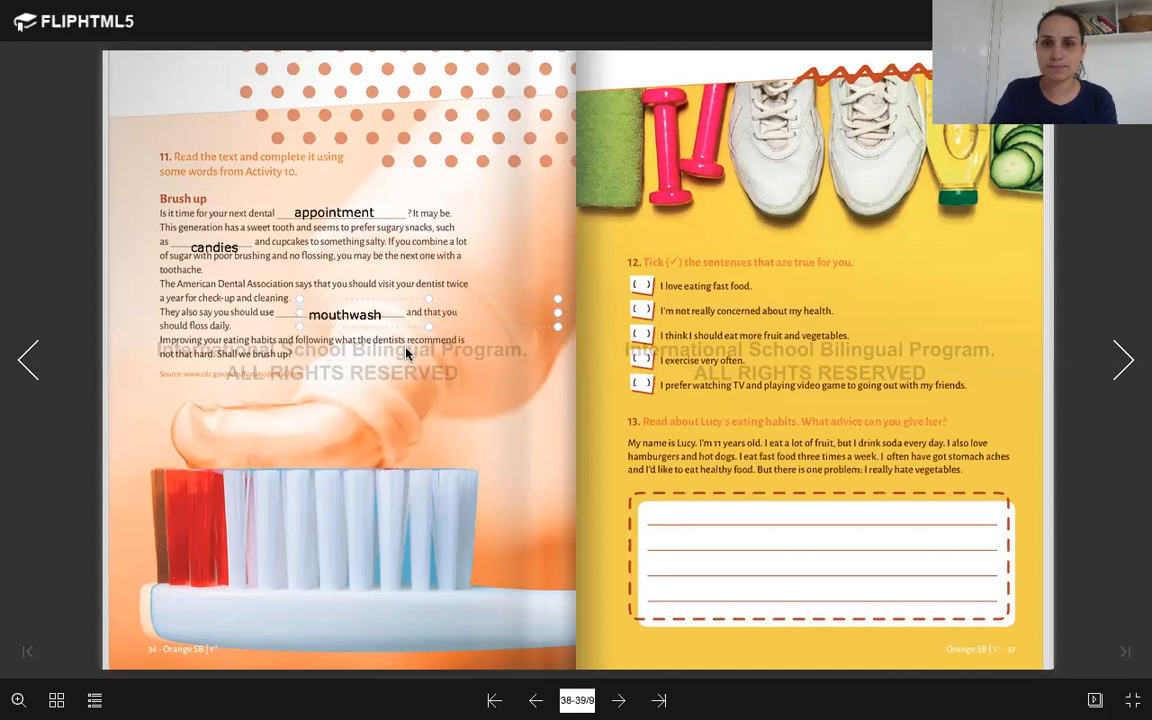 FLIPHTML5
11. Read the text and complete it using
some words from Activity 10.
Brush up
Is it time for your next dental appointment ? It may be.
This generation has a sweet tooth and seems to prefer sugary snacks, such
as candies and cupcakes to something salty. If you combine a lot
of sugar with poor brushing and no flossing, you may be the next one with a
toothache.
The American Dental Association says that you should visit your dentist twice
a year for check-up and cleaning.
They also say you should use mouthwash and that you
should floss daily.
Improving your eating habits and following what the dentists recommend is
not that hard. Shall we brush up?
International School Bilingual Program.
ALL RIGHTS RESERVED
36 - Orange SB | 1st
12. Tick (✓) the sentences that are true for you.
( ) I love eating fast food.
( ) I'm not really concerned about my health.
( ) I think I should eat more fruit and vegetables.
( ) I exercise very often.
( ) I prefer watching TV and playing video game to going out with my friends.
International School Bilingual Program.
ALL RIGHTS RESERVED
13. Read about Lucy's eating habits. What advice can you give her?
My name is Lucy. I'm 11 years old. I eat a lot of fruit, but I drink soda every day. I also love
hamburgers and hot dogs. I eat fast food three times a week. I often have got stomach aches
and I'd like to eat healthy food. But there is one problem: I really hate vegetables.
Orange SB | 1st - 37
38-39/9